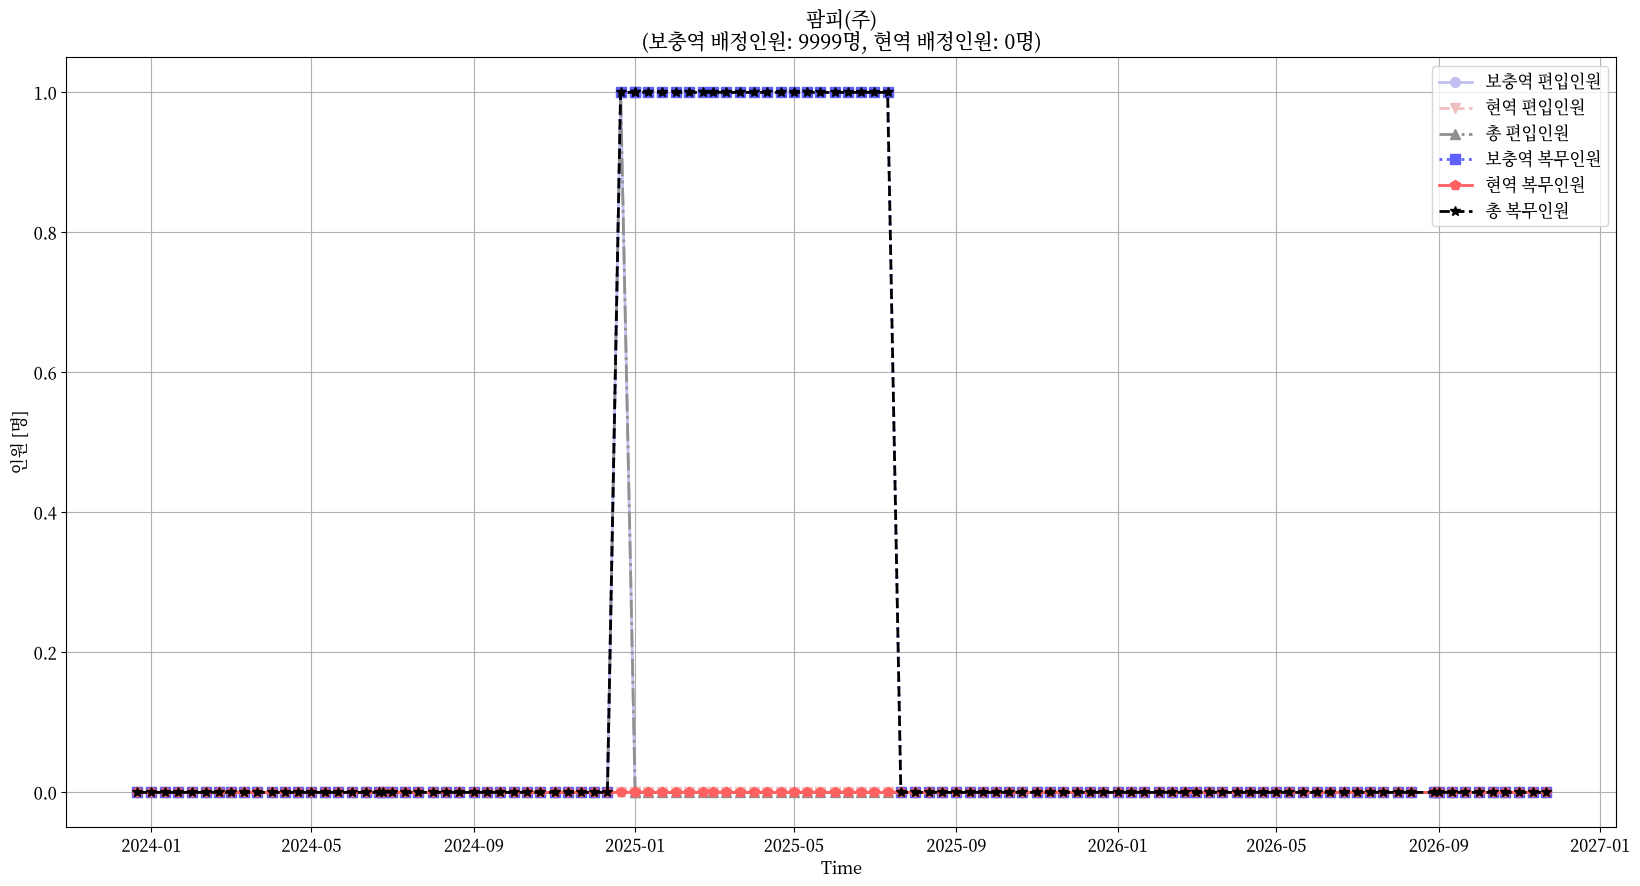 팜피(주)
(보충역 배정인원: 9999명, 현역 배정인원: 0명)
보충역 편입인원
현역 편입인원
총 편입인원
보충역 복무인원
현역 복무인원
총 복무인원
인원 [명]
1.0
0.8
0.6
0.4
0.2
0.0
2024-01
2024-05
2024-09
2025-01
2025-05
2025-09
2026-01
2026-05
2026-09
2027-01
Time